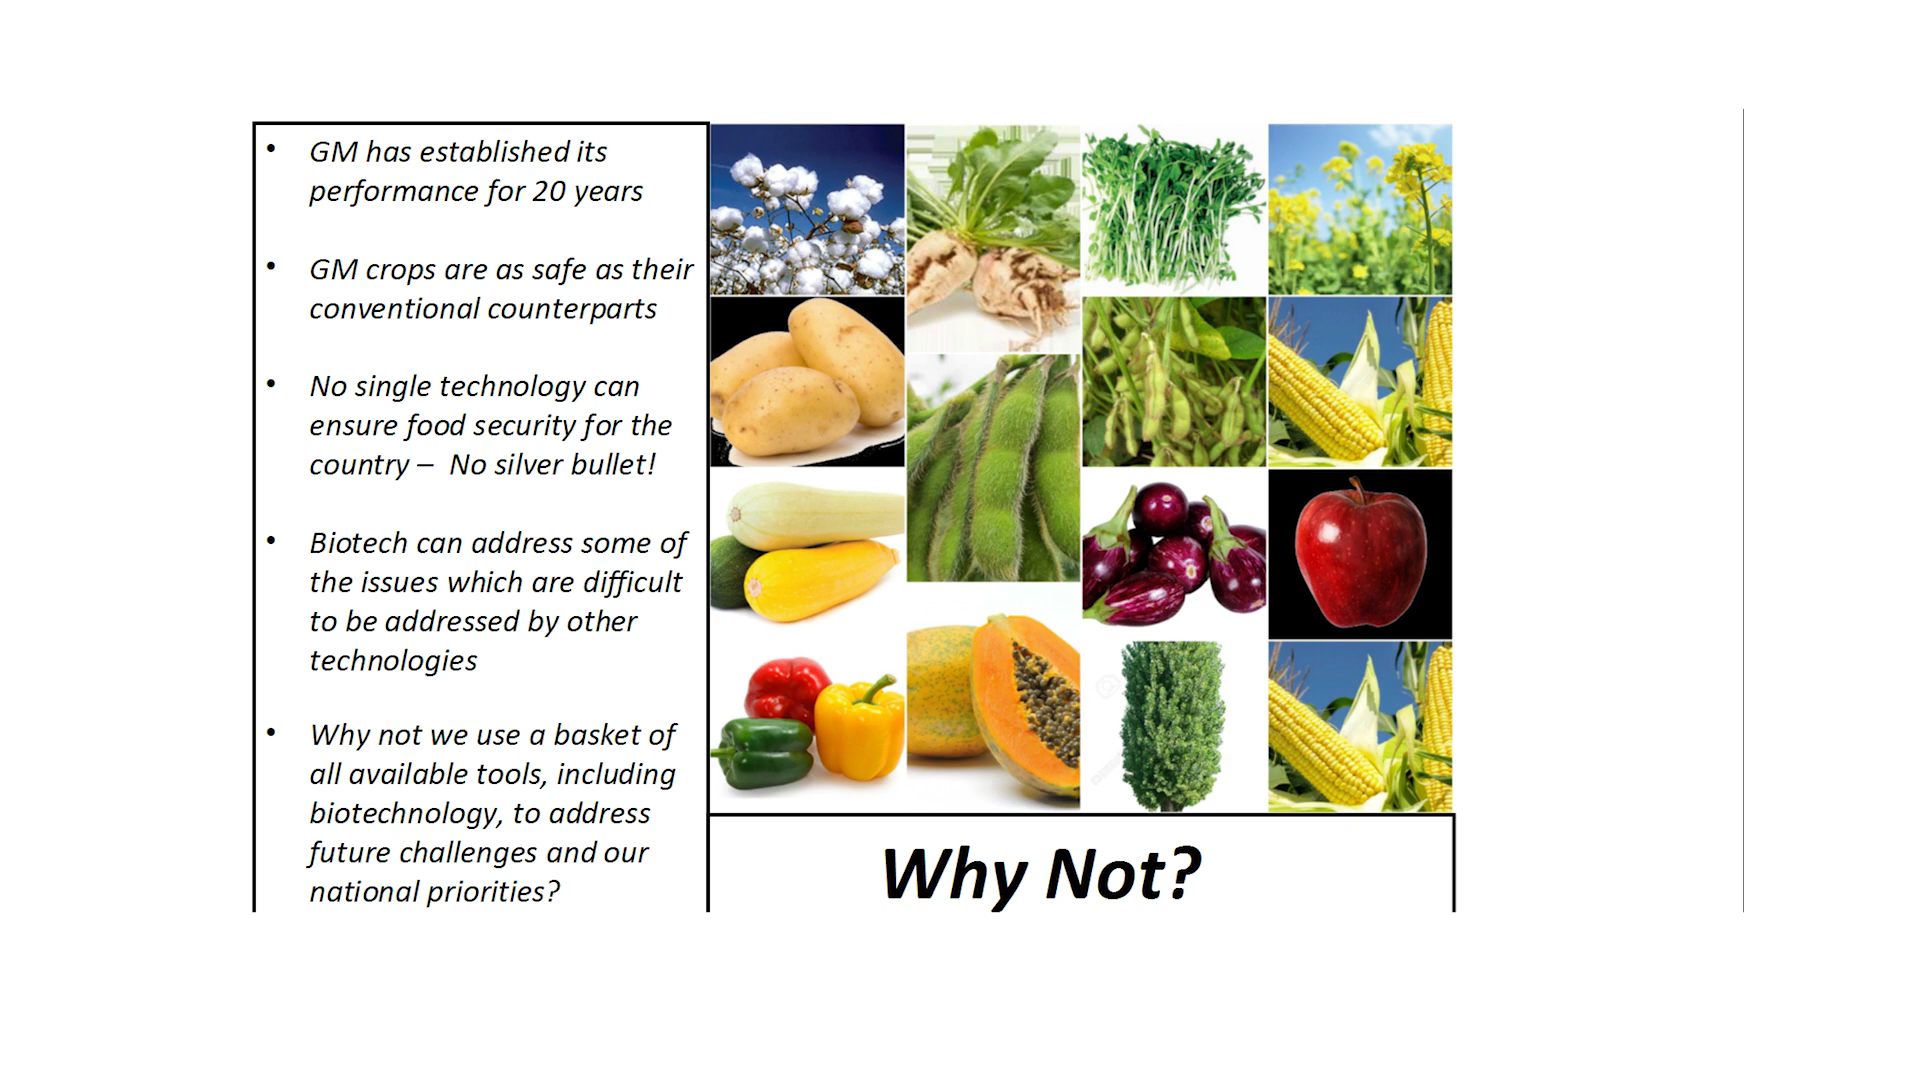 • GM has established its
performance for 20 years
• GM crops are as safe as their
conventional counterparts
• No single technology can
ensure food security for the
country – No silver bullet!
• Biotech can address some of
the issues which are difficult
to be addressed by other
technologies
• Why not we use a basket of
all available tools, including
biotechnology, to address
future challenges and our
national priorities?
Why Not?